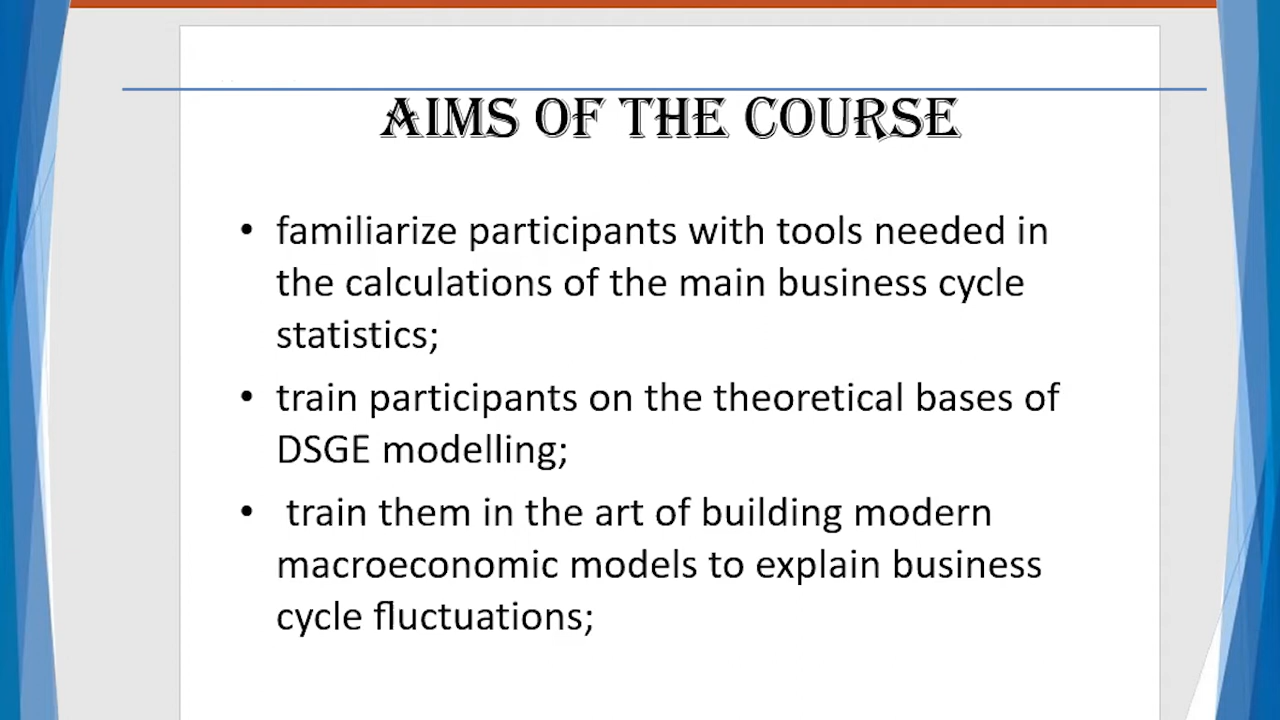 AIMS OF THE COURSE
• familiarize participants with tools needed in
the calculations of the main business cycle
statistics;
• train participants on the theoretical bases of
DSGE modelling;
• train them in the art of building modern
macroeconomic models to explain business
cycle fluctuations;